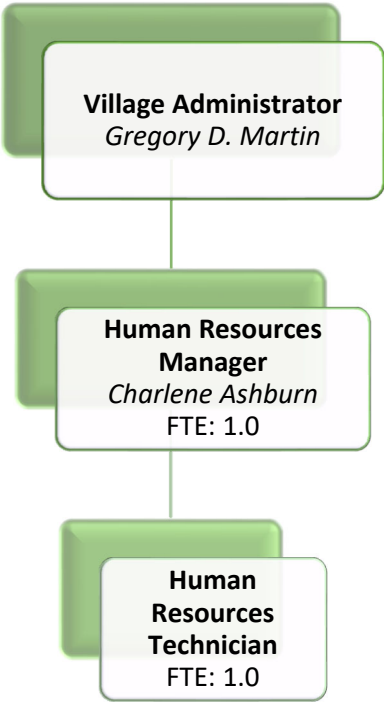 Village Administrator
Gregory D. Martin
Human Resources
Manager
Charlene Ashburn
FTE: 1.0
Human
Resources
Technician
FTE: 1.0